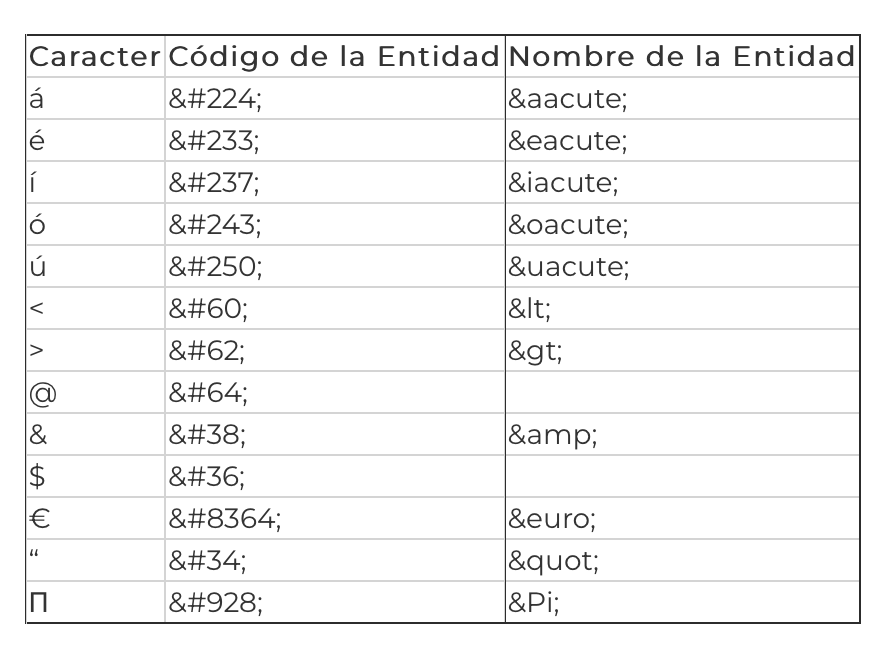 Caracter Código de la Entidad Nombre de la Entidad
á &#224; &aacute;
é &#233; &eacute;
í &#237; &iacute;
ó &#243; &oacute;
ú &#250; &uacute;
< &#60; &lt;
> &#62; &gt;
@ &#64;
& &#38; &amp;
$ &#36;
€ &#8364; &euro;
“ &#34; &quot;
Π &#928; &Pi;